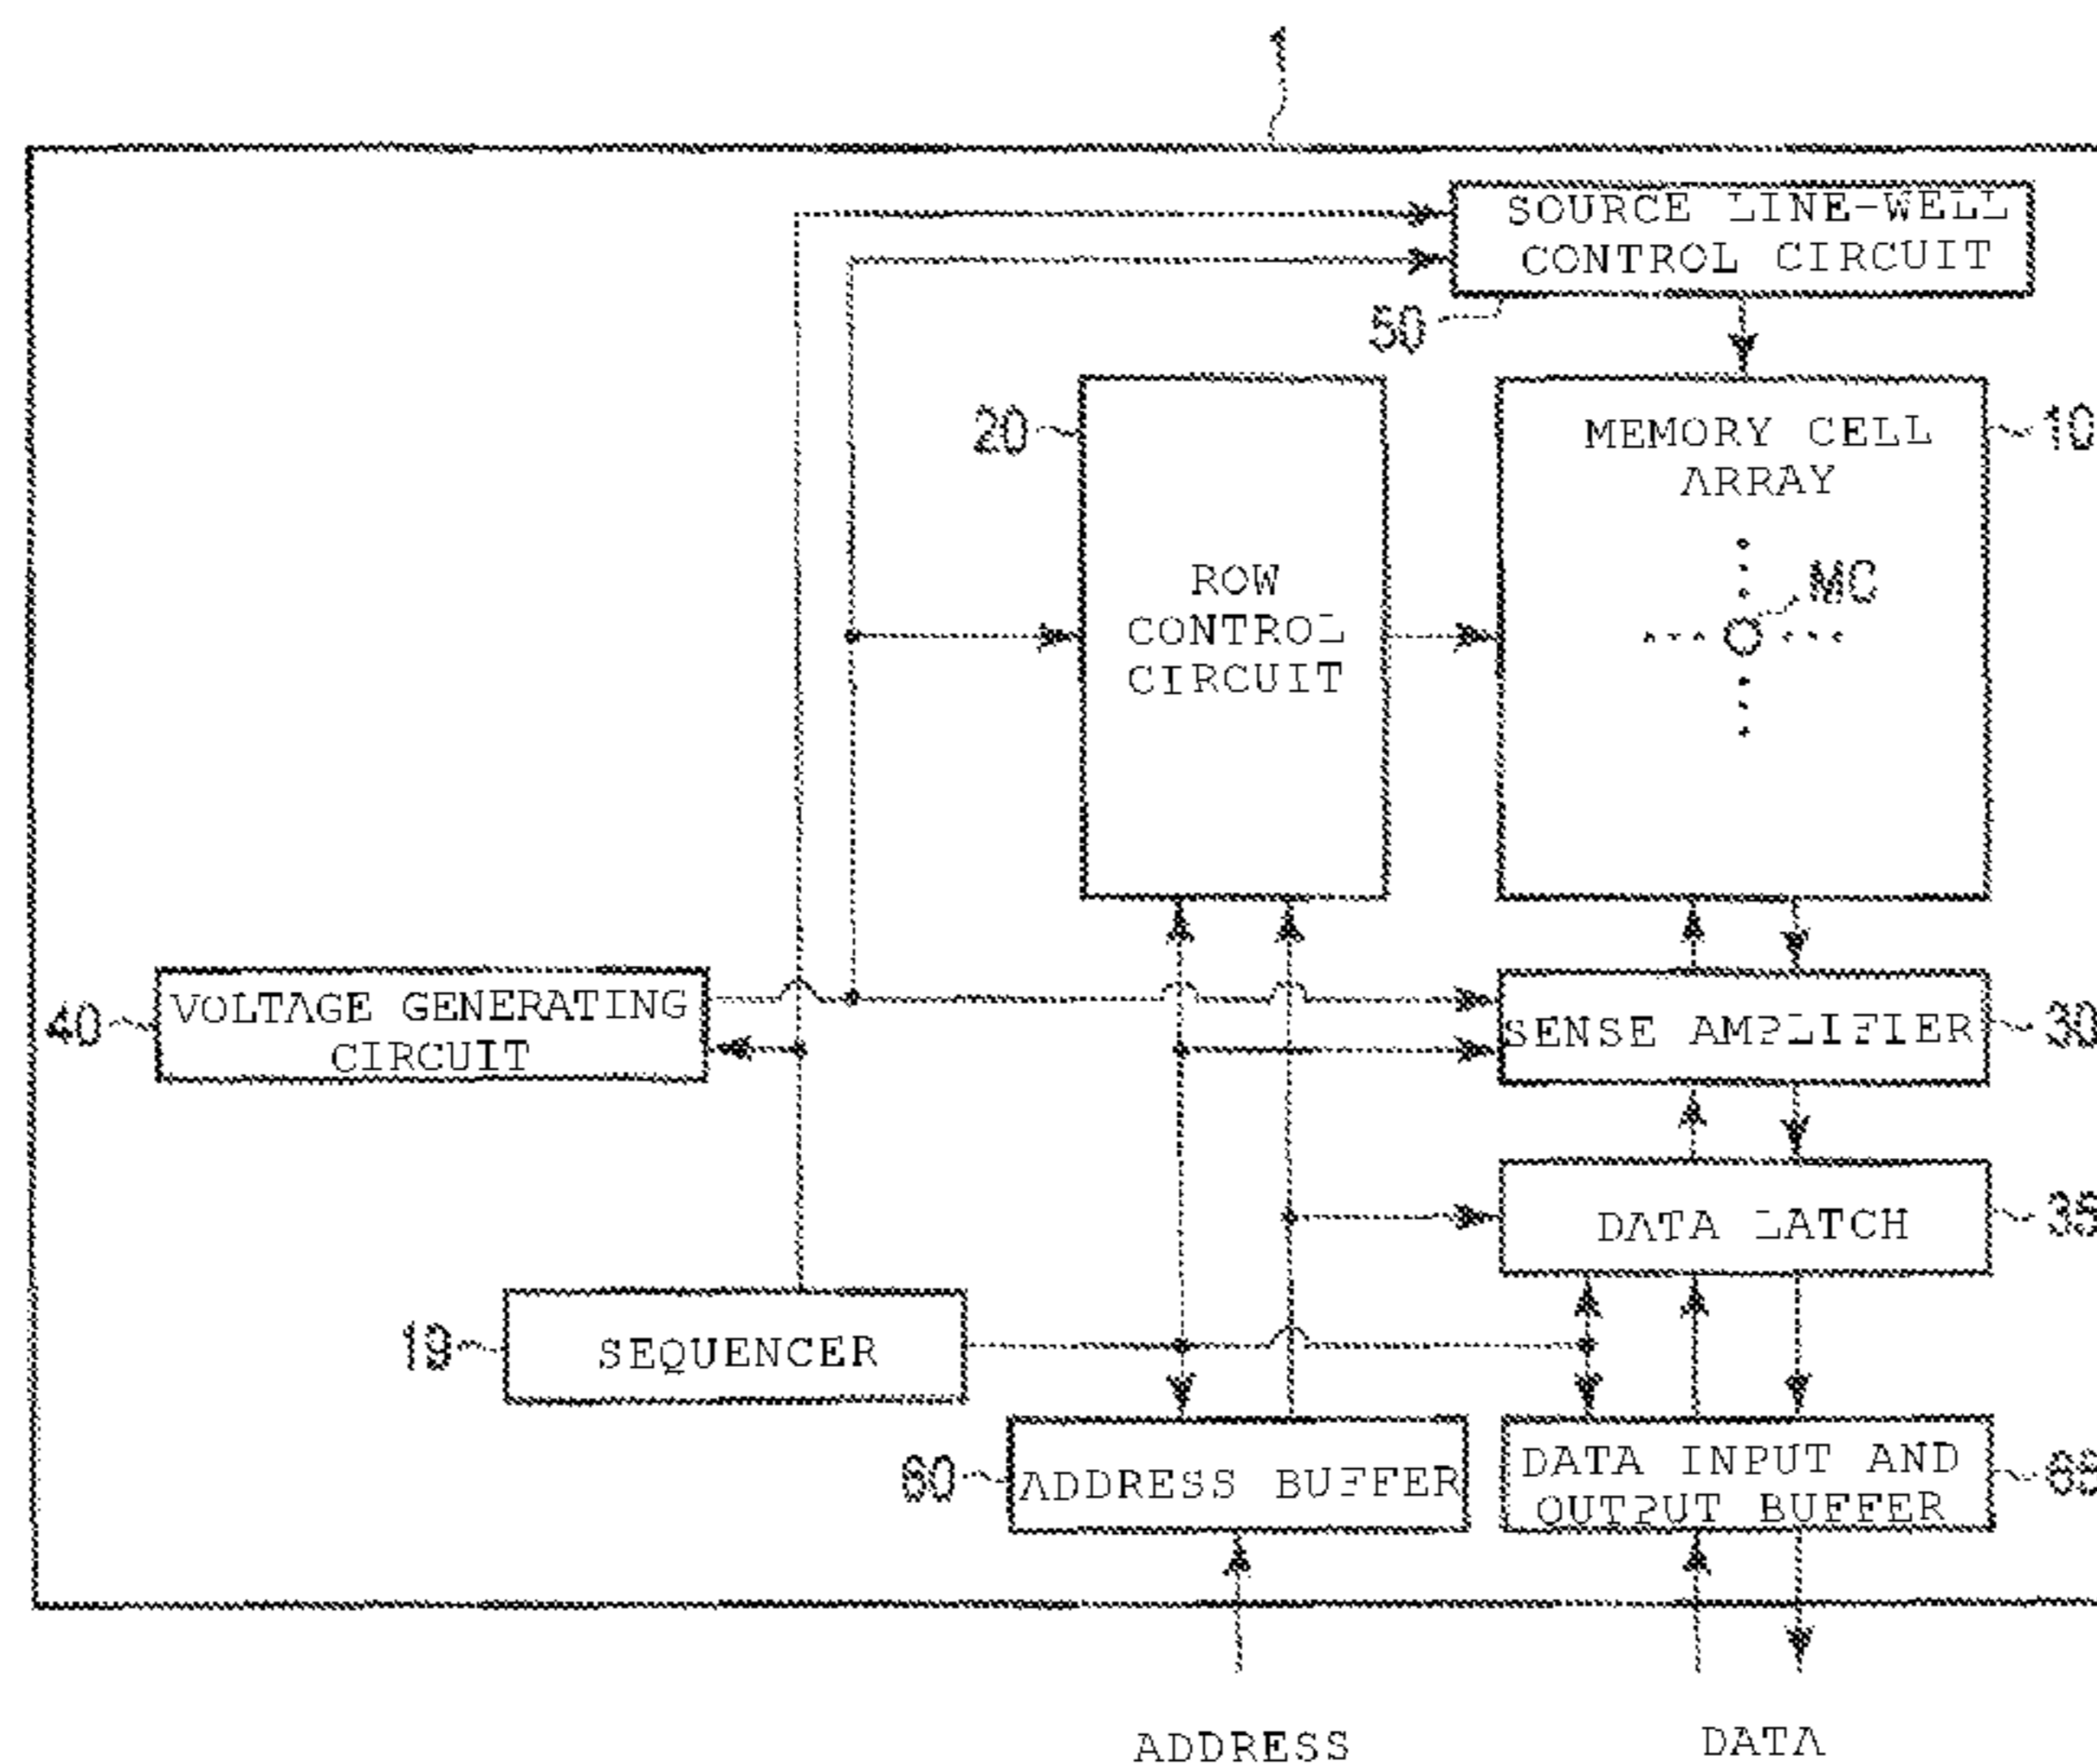 1
SOURCE LINE-WELL
CONTROL CIRCUIT
50
20
MEMORY CELL
ARRAY
10
MC
ROW
CONTROL
CIRCUIT
40
VOLTAGE GENERATING
CIRCUIT
SENSE AMPLIFIER
30
DATA LATCH
35
19
SEQUENCER
60
ADDRESS BUFFER
DATA INPUT AND
OUTPUT BUFFER
65
ADDRESS
DATA